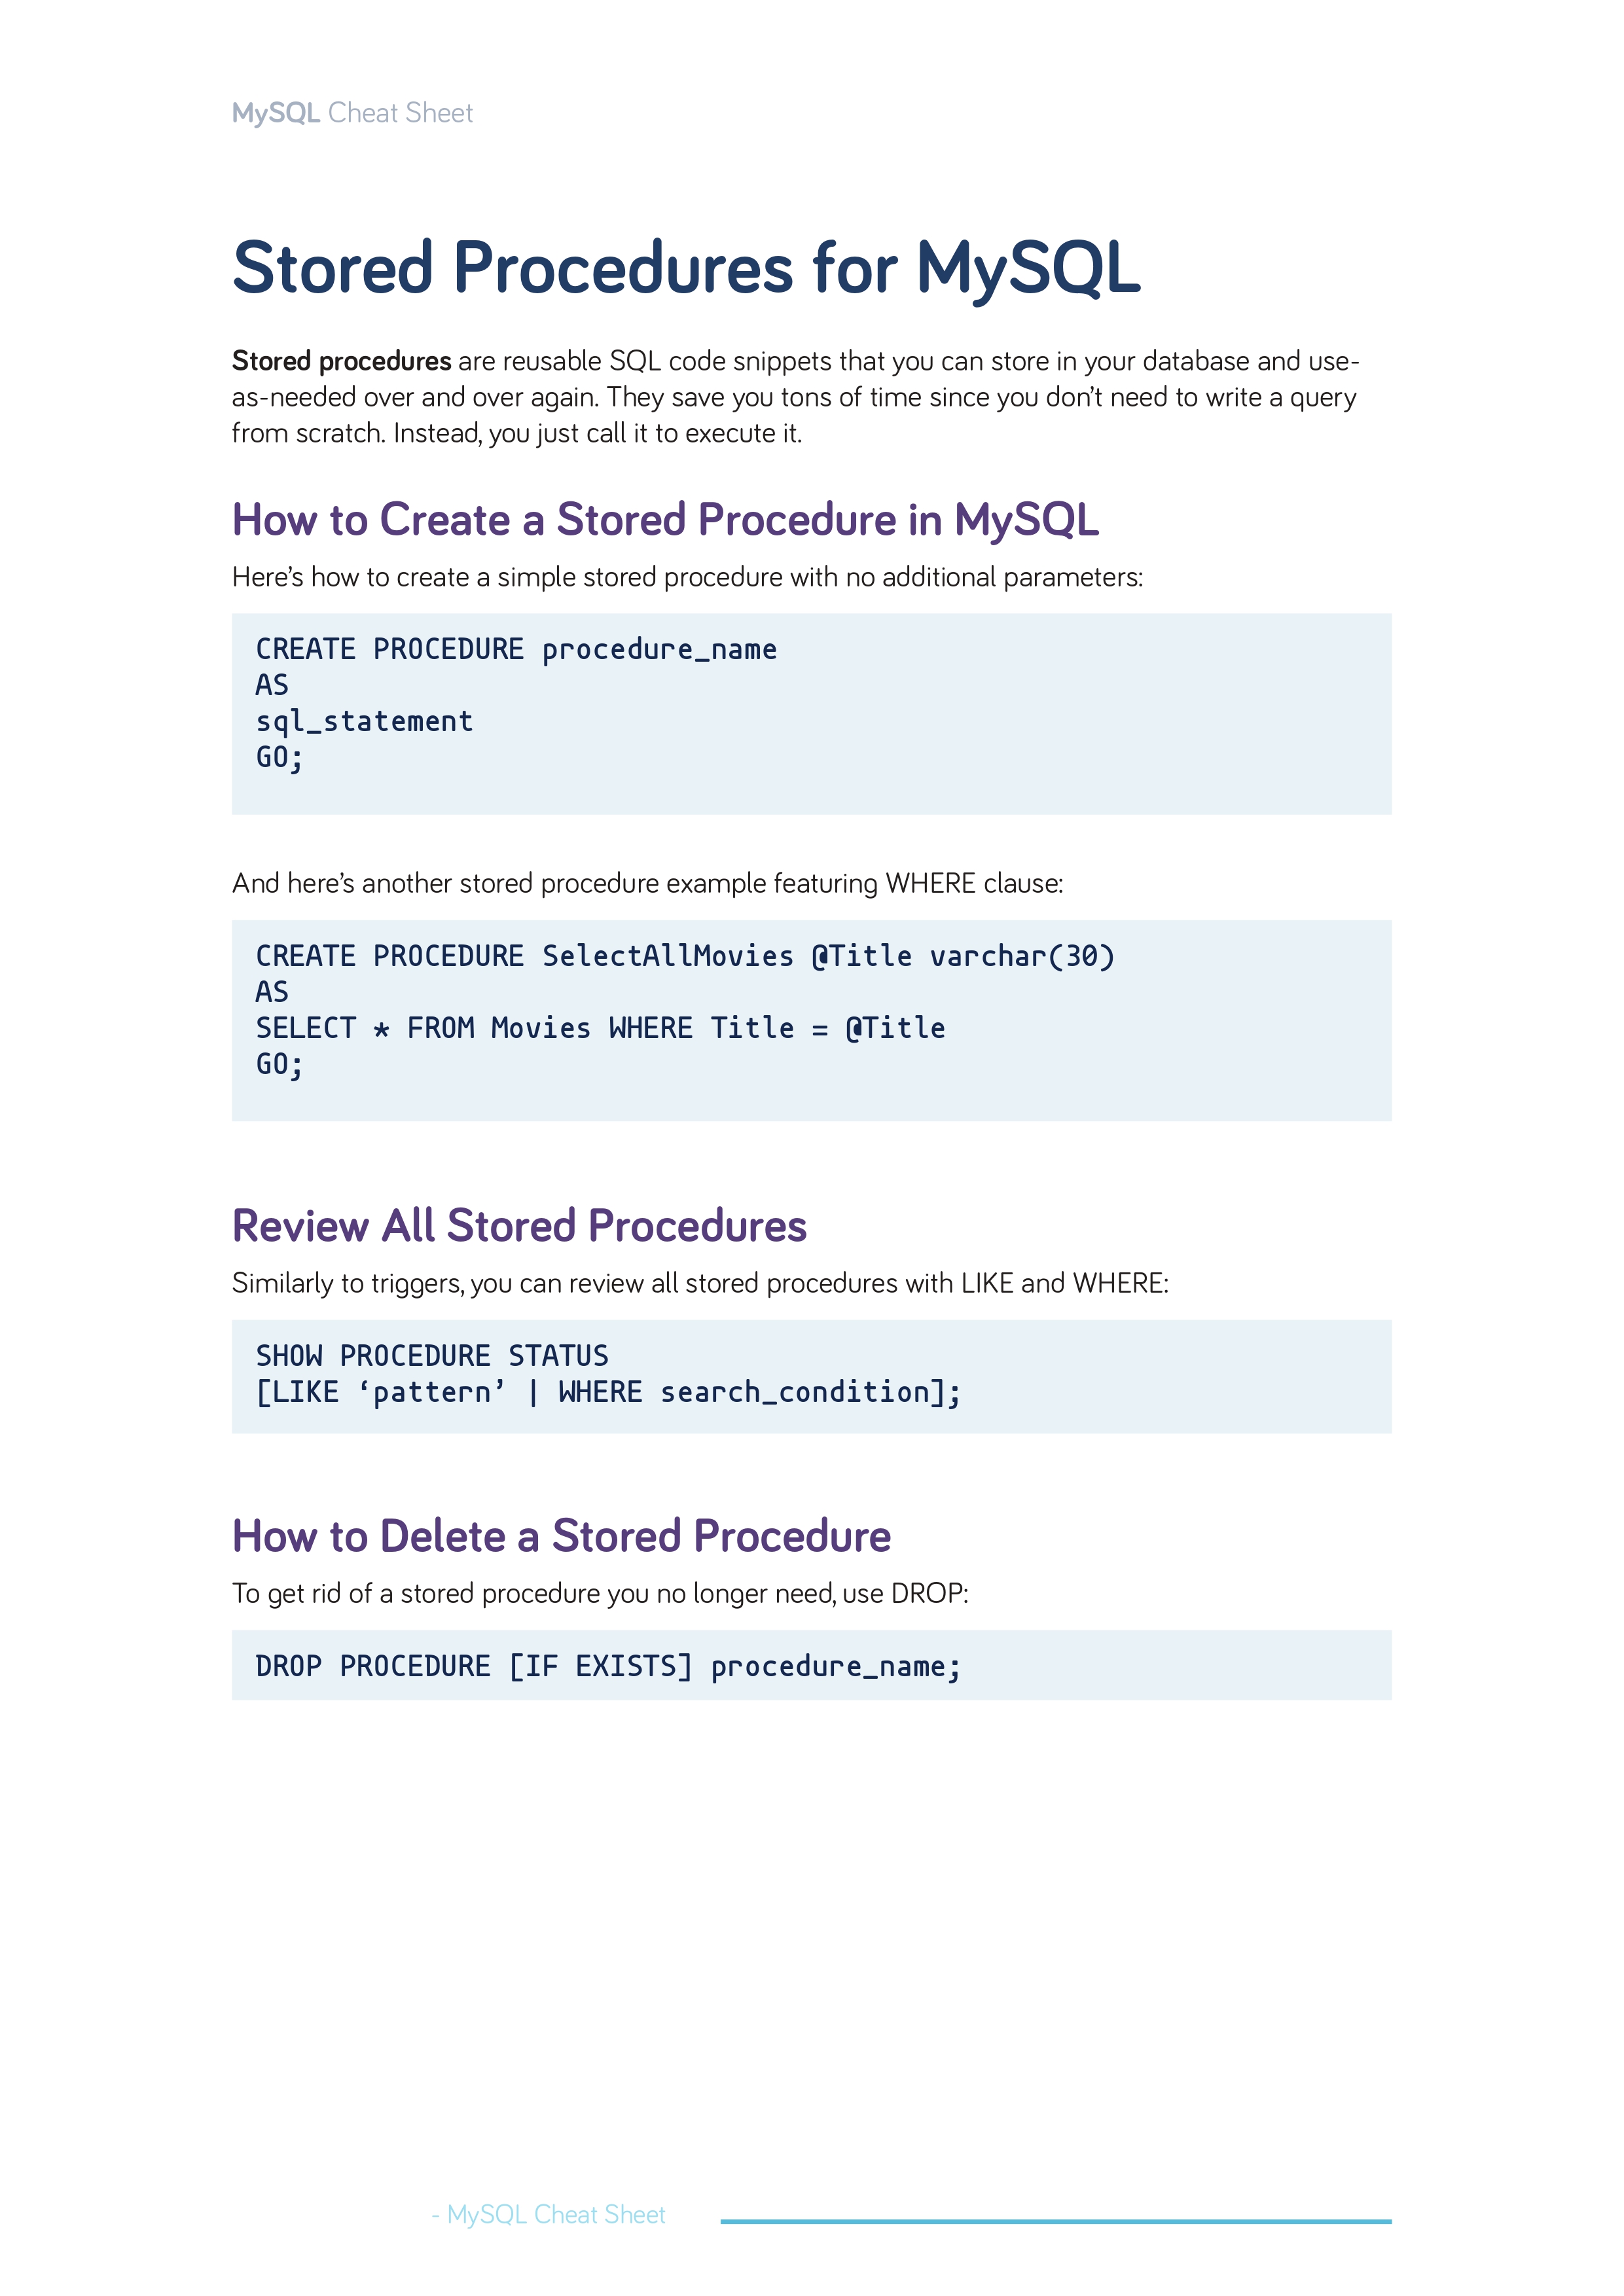 MySQL Cheat Sheet
Stored Procedures for MySQL
Stored procedures are reusable SQL code snippets that you can store in your database and use-
as-needed over and over again. They save you tons of time since you don’t need to write a query
from scratch. Instead, you just call it to execute it.
How to Create a Stored Procedure in MySQL
Here’s how to create a simple stored procedure with no additional parameters:
CREATE PROCEDURE procedure_name
AS
sql_statement
GO;
And here’s another stored procedure example featuring WHERE clause:
CREATE PROCEDURE SelectAllMovies @Title varchar(30)
AS
SELECT * FROM Movies WHERE Title = @Title
GO;
Review All Stored Procedures
Similarly to triggers, you can review all stored procedures with LIKE and WHERE:
SHOW PROCEDURE STATUS
[LIKE ‘pattern’ | WHERE search_condition];
How to Delete a Stored Procedure
To get rid of a stored procedure you no longer need, use DROP:
DROP PROCEDURE [IF EXISTS] procedure_name;
- MySQL Cheat Sheet